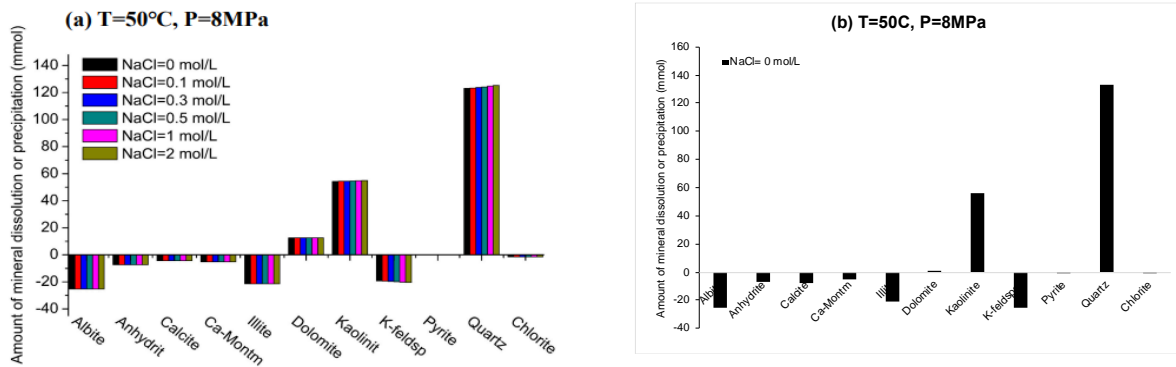 (a) T=50°C, P=8MPa
Amount of mineral dissolution or precipitation (mmol)
140
120
100
80
60
40
20
0
-20
-40
NaCl=0 mol/L
NaCl=0.1 mol/L
NaCl=0.3 mol/L
NaCl=0.5 mol/L
NaCl=1 mol/L
NaCl=2 mol/L
Albite
Anhydrit
Calcite
Ca-Montm
Illite
Dolomite
Kaolinit
K-feldsp
Pyrite
Quartz
Chlorite
(b) T=50C, P=8MPa
Amount of mineral dissolution or precipitation (mmol)
160
140
120
100
80
60
40
20
0
-20
-40
NaCl= 0 mol/L
Anhydrite
Calcite
Ca-Montm
Dolomite
Kaolinite
Pyrite
Quartz
Chlorite